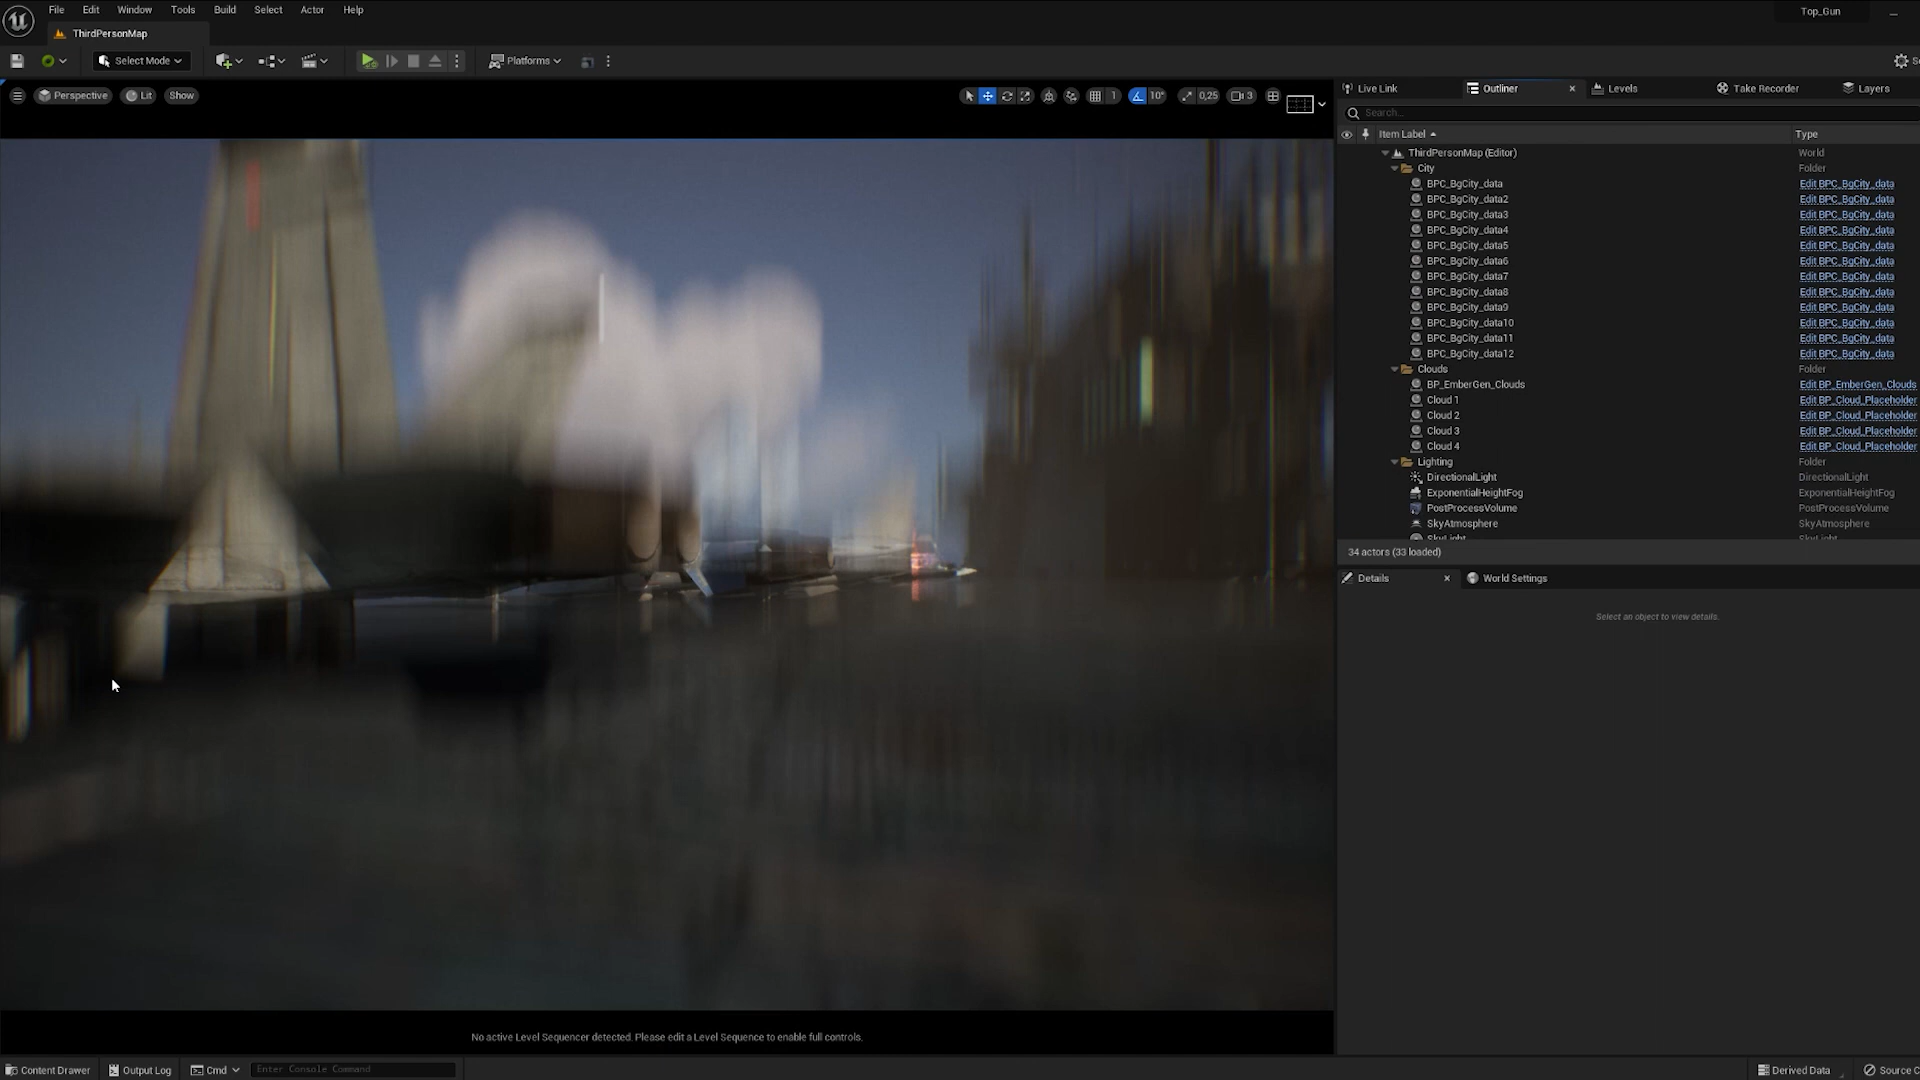 File Edit Window Tools Build Select Actor Help
Top_Gun
ThirdPersonMap
Select Mode
Platforms
Perspective Lit Show
1 10° 0,25 3
Live Link Outliner Levels Take Recorder Layers
Search...
Item Label Type
ThirdPersonMap (Editor) World
City Folder
BPC_BgCity_data Edit BPC_BgCity_data
BPC_BgCity_data2 Edit BPC_BgCity_data
BPC_BgCity_data3 Edit BPC_BgCity_data
BPC_BgCity_data4 Edit BPC_BgCity_data
BPC_BgCity_data5 Edit BPC_BgCity_data
BPC_BgCity_data6 Edit BPC_BgCity_data
BPC_BgCity_data7 Edit BPC_BgCity_data
BPC_BgCity_data8 Edit BPC_BgCity_data
BPC_BgCity_data9 Edit BPC_BgCity_data
BPC_BgCity_data10 Edit BPC_BgCity_data
BPC_BgCity_data11 Edit BPC_BgCity_data
BPC_BgCity_data12 Edit BPC_BgCity_data
Clouds Folder
BP_EmberGen_Clouds Edit BP_EmberGen_Clouds
Cloud 1 Edit BP_Cloud_Placeholder
Cloud 2 Edit BP_Cloud_Placeholder
Cloud 3 Edit BP_Cloud_Placeholder
Cloud 4 Edit BP_Cloud_Placeholder
Lighting Folder
DirectionalLight DirectionalLight
ExponentialHeightFog ExponentialHeightFog
PostProcessVolume PostProcessVolume
SkyAtmosphere SkyAtmosphere
SkyLight SkyLight
34 actors (33 loaded)
Details World Settings
Select an object to view details.
No active Level Sequencer detected. Please edit a Level Sequence to enable full controls.
Content Drawer Output Log Cmd Enter Console Command Derived Data Source C